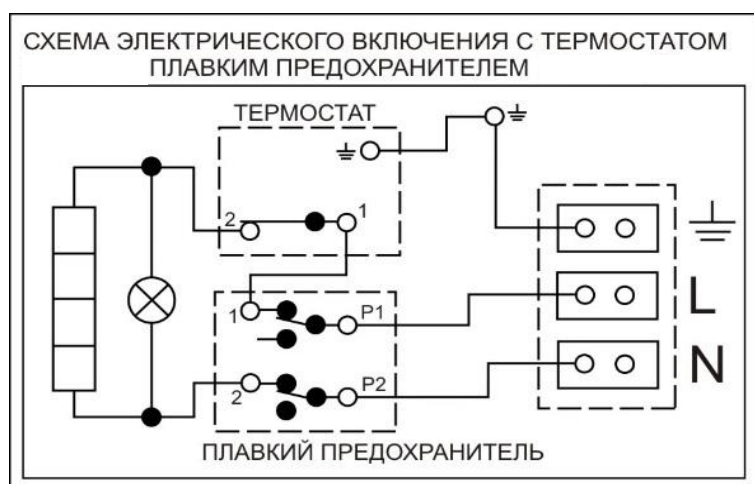 СХЕМА ЭЛЕКТРИЧЕСКОГО ВКЛЮЧЕНИЯ С ТЕРМОСТАТОМ
ПЛАВКИМ ПРЕДОХРАНИТЕЛЕМ
ТЕРМОСТАТ
2
1
1
P1
L
2
P2
N
ПЛАВКИЙ ПРЕДОХРАНИТЕЛЬ